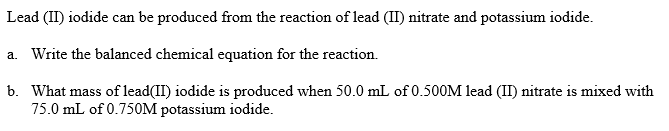 Lead (II) iodide can be produced from the reaction of lead (II) nitrate and potassium iodide.
a. Write the balanced chemical equation for the reaction.
b. What mass of lead(II) iodide is produced when 50.0 mL of 0.500M lead (II) nitrate is mixed with
75.0 mL of 0.750M potassium iodide.